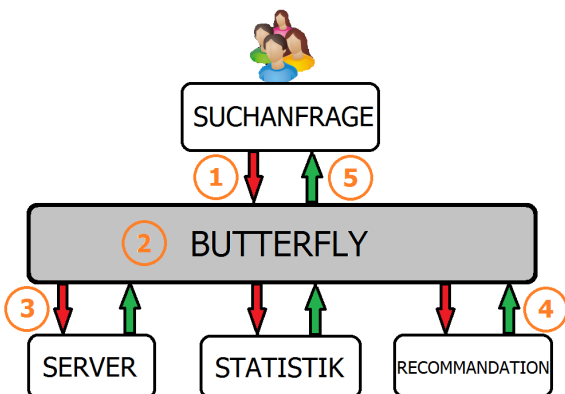 SUCHANFRAGE
1 5
2 BUTTERFLY
3 4
SERVER STATISTIK RECOMMANDATION